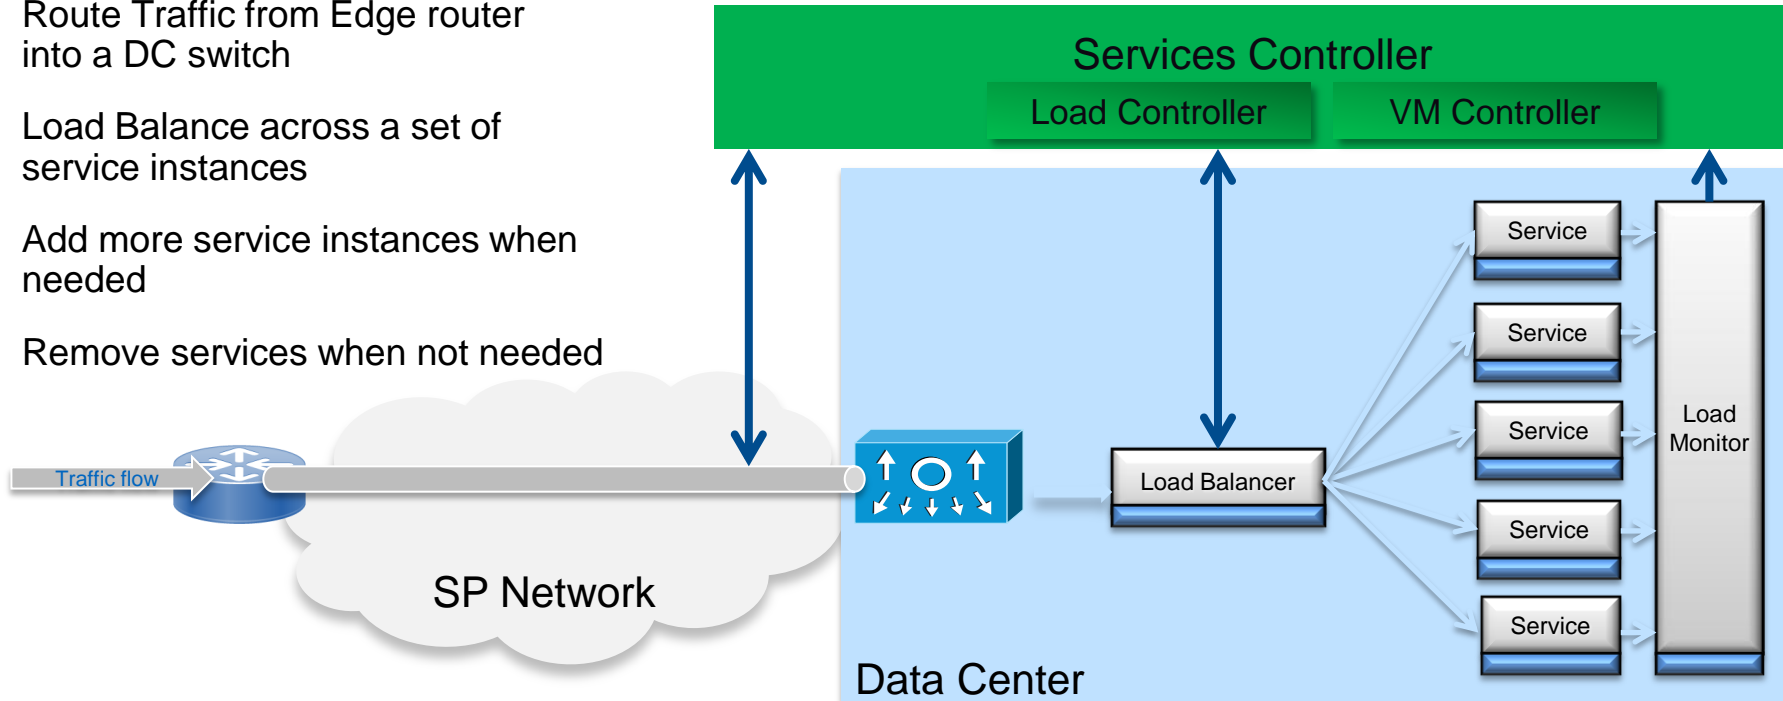 Route Traffic from Edge router
into a DC switch
Load Balance across a set of
service instances
Add more service instances when
needed
Remove services when not needed
Services Controller
Load Controller
VM Controller
Traffic flow
SP Network
Load Balancer
Service
Service
Service
Service
Service
Load
Monitor
Data Center